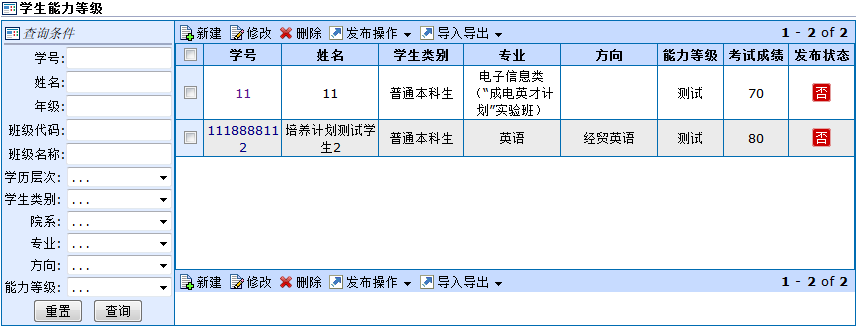 学生能力等级
查询条件
学号:
姓名:
年级:
班级代码:
班级名称:
学历层次: ...
学生类别: ...
院系: ...
专业: ...
方向: ...
能力等级: ...
重置 查询
新建 修改 删除 发布操作 导入导出 1 - 2 of 2
学号 姓名 学生类别 专业 方向 能力等级 考试成绩 发布状态
11 11 普通本科生 电子信息类 测试 70 否
(“成电英才计
划”实验班)
111888811 培养计划测试学 普通本科生 英语 经贸英语 测试 80 否
2 生2
新建 修改 删除 发布操作 导入导出 1 - 2 of 2